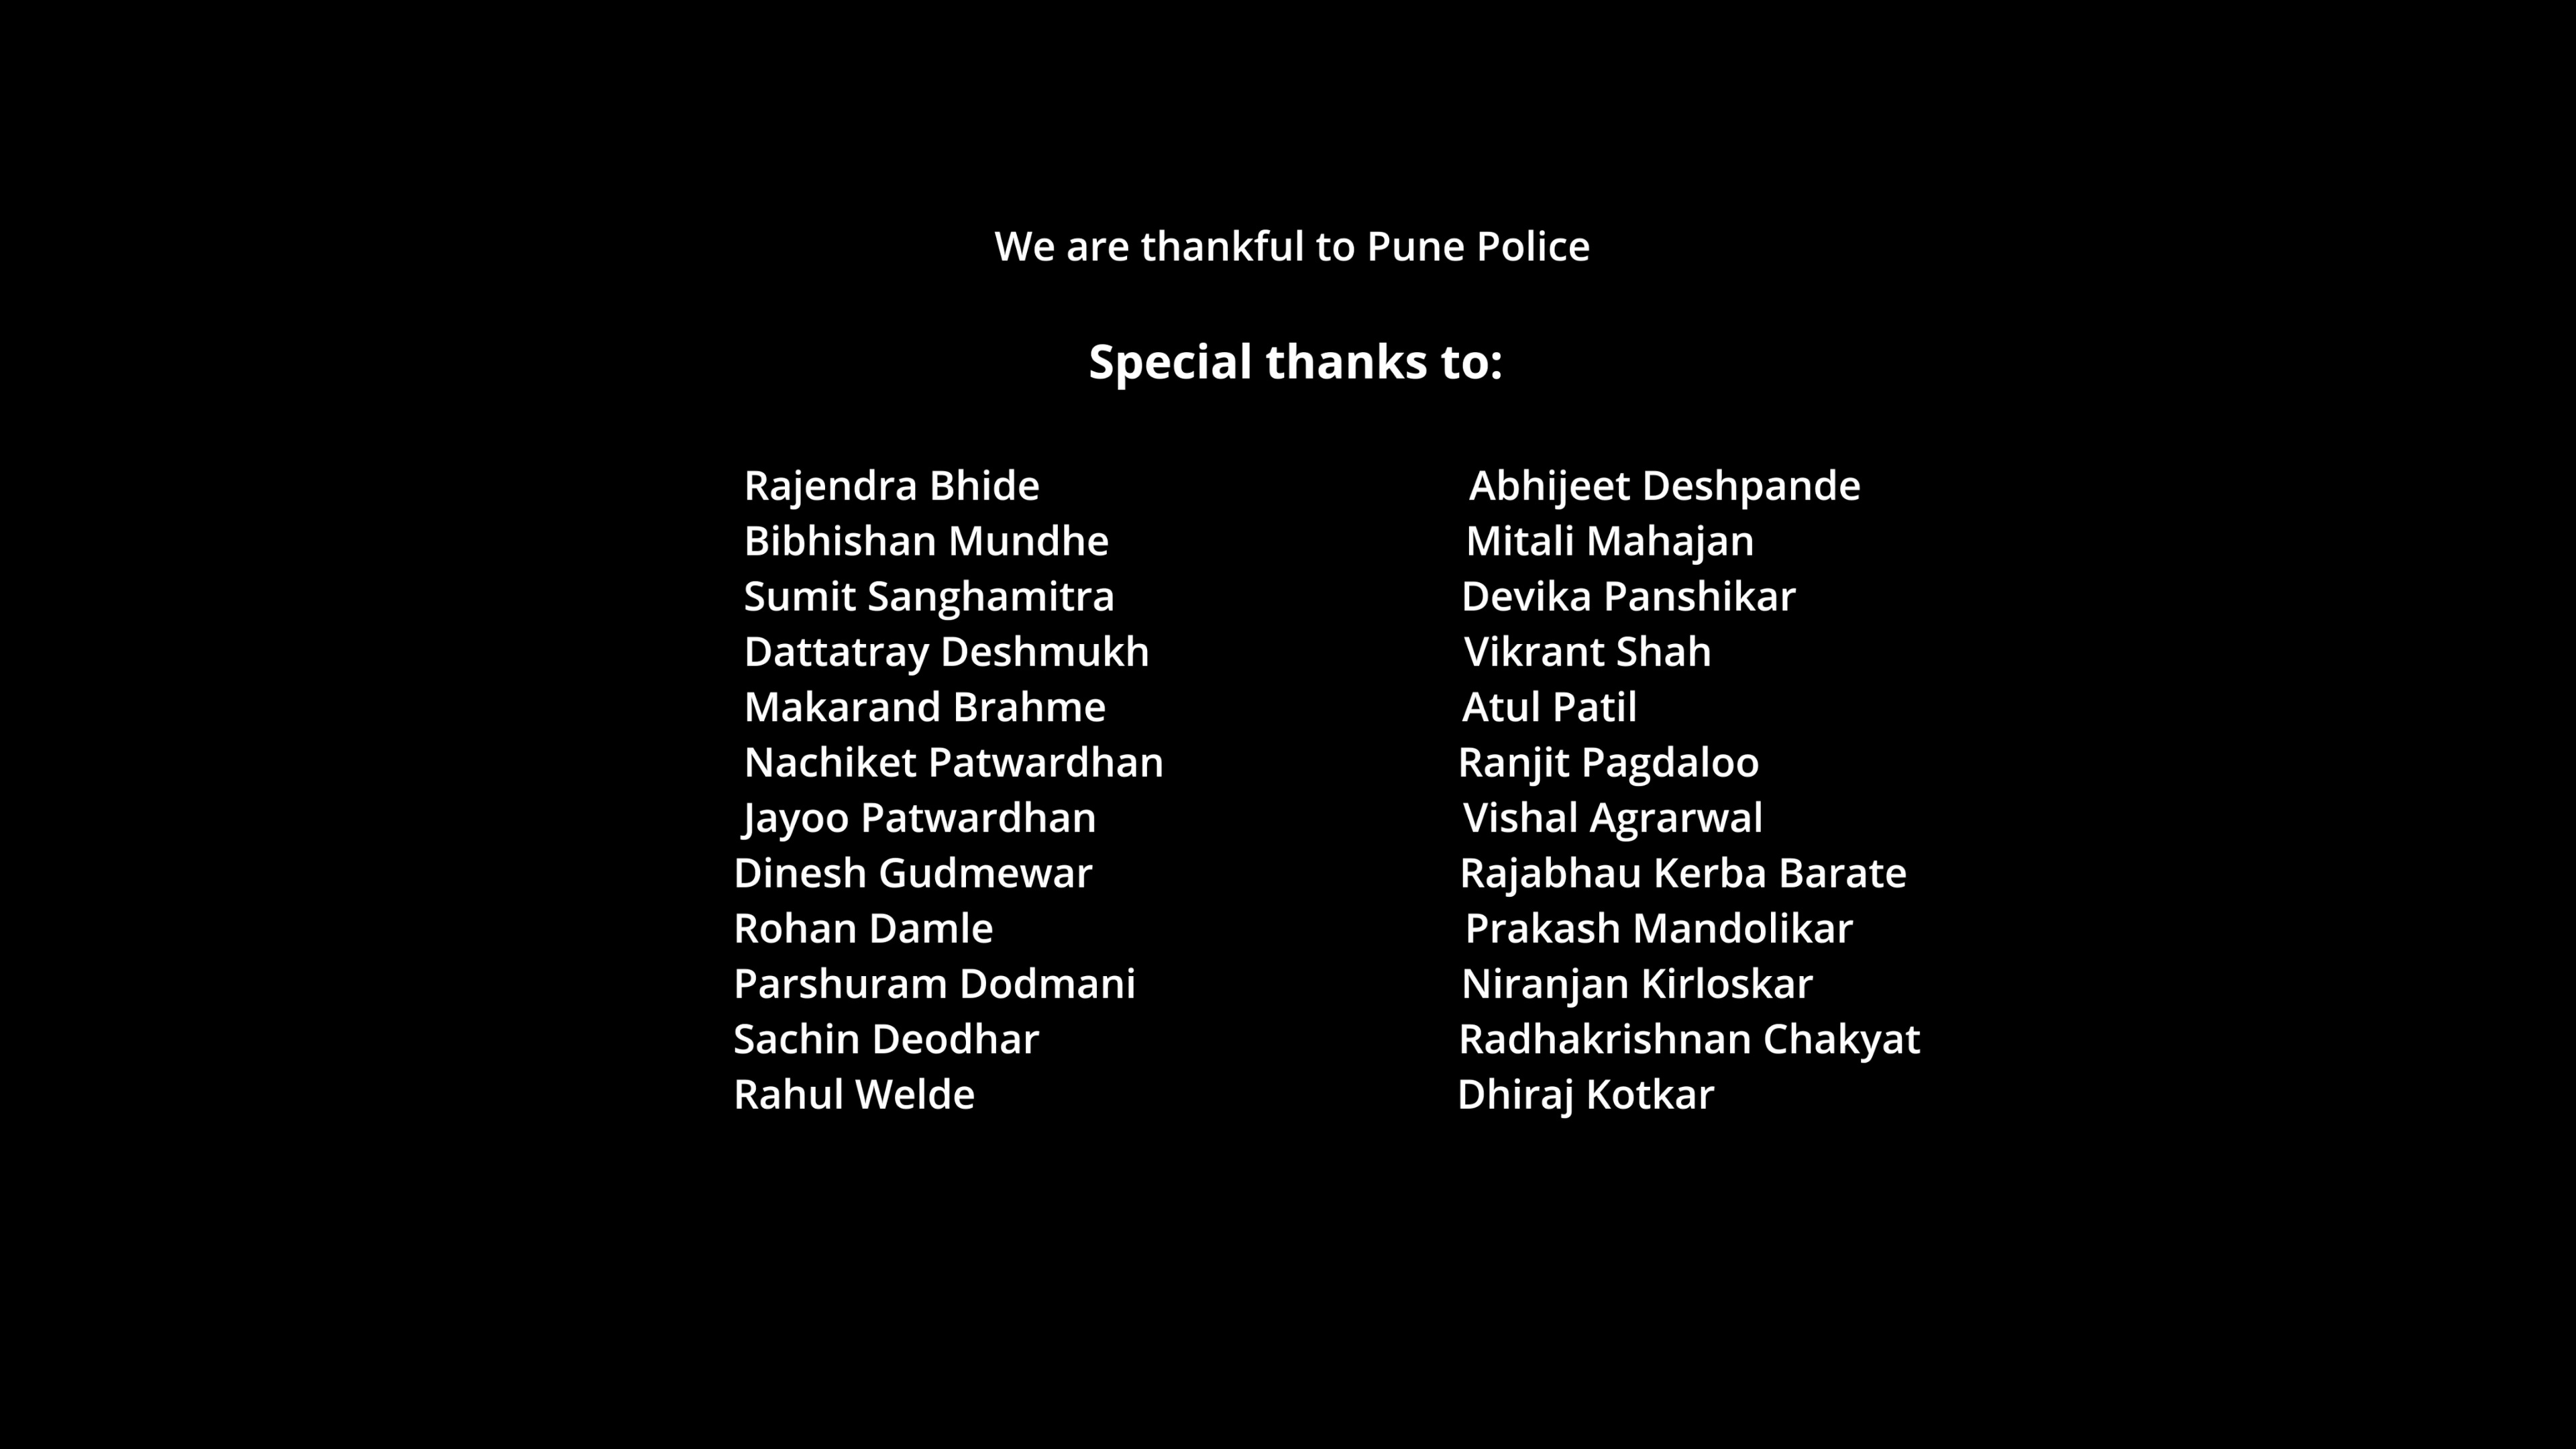 We are thankful to Pune Police
Special thanks to:
Rajendra Bhide
Bibhishan Mundhe
Sumit Sanghamitra
Dattatray Deshmukh
Makarand Brahme
Nachiket Patwardhan
Jayoo Patwardhan
Dinesh Gudmewar
Rohan Damle
Parshuram Dodmani
Sachin Deodhar
Rahul Welde
Abhijeet Deshpande
Mitali Mahajan
Devika Panshikar
Vikrant Shah
Atul Patil
Ranjit Pagdaloo
Vishal Agrarwal
Rajabhau Kerba Barate
Prakash Mandolikar
Niranjan Kirloskar
Radhakrishnan Chakyat
Dhiraj Kotkar